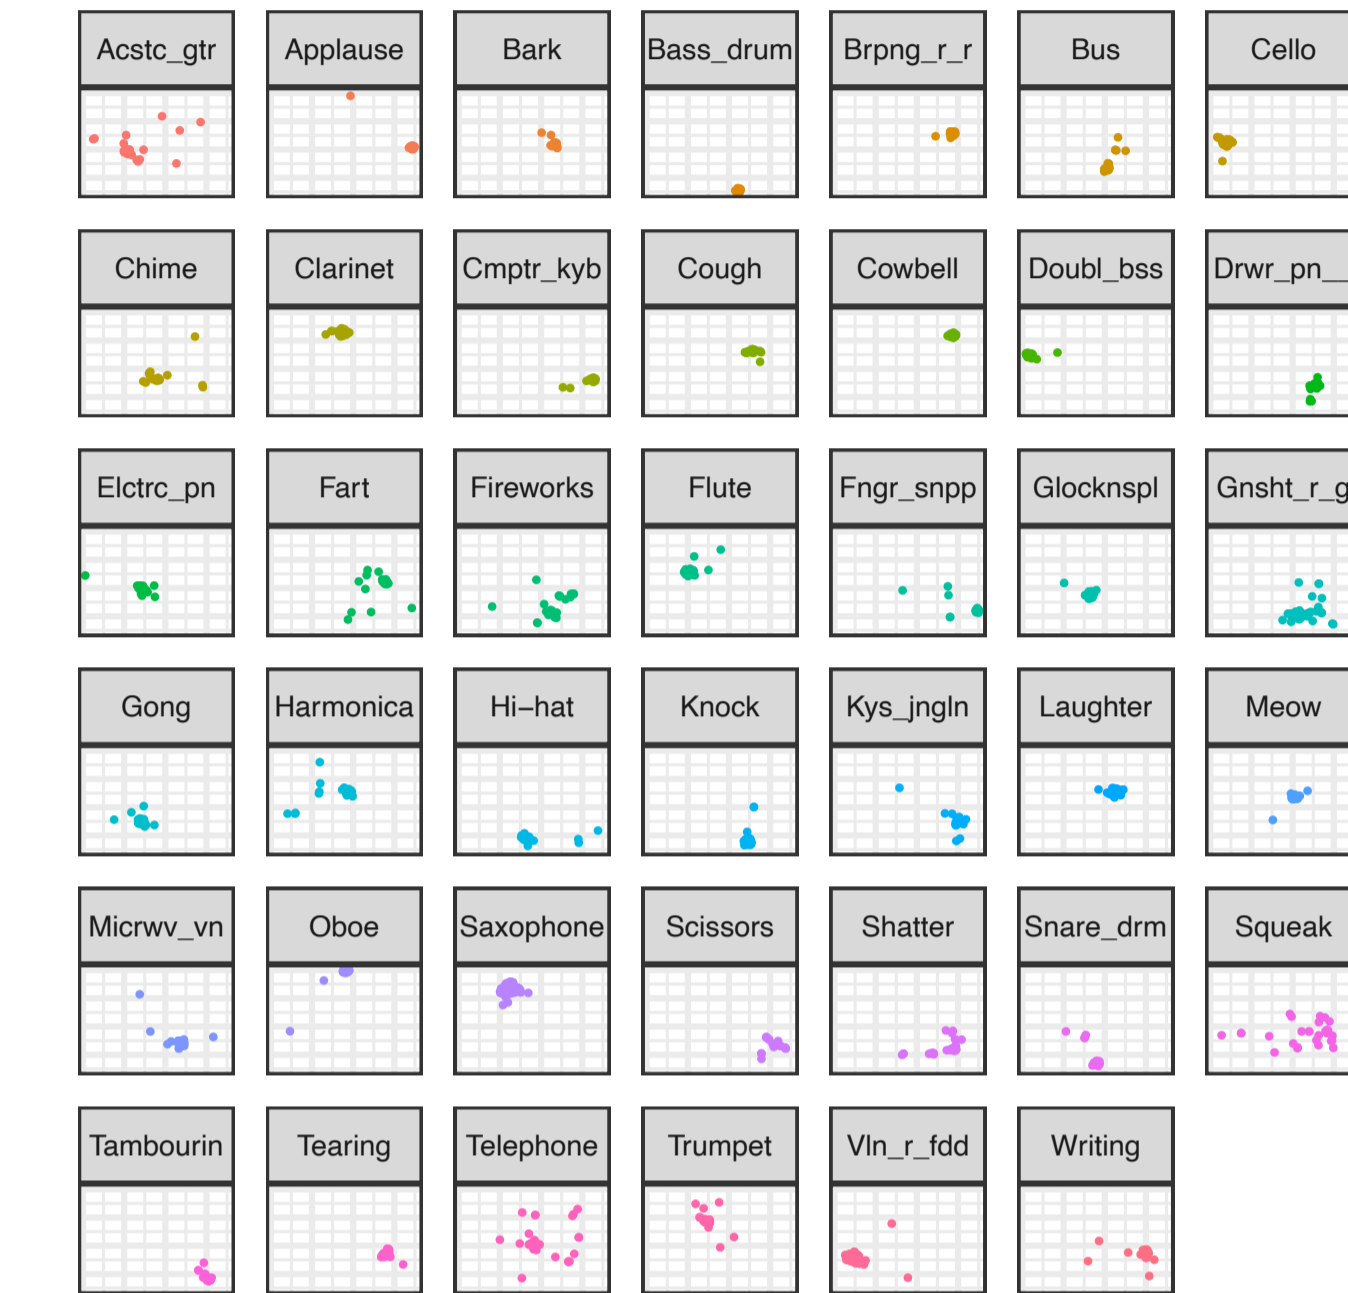 Acstc_gtr Applause Bark Bass_drum Brpng_r_r Bus Cello
Chime Clarinet Cmptr_kyb Cough Cowbell Doubl_bss Drwr_pn__
Elctrc_pn Fart Fireworks Flute Fngr_snpp Glocknspl Gnsht_r_g
Gong Harmonica Hi−hat Knock Kys_jngln Laughter Meow
Micrwv_vn Oboe Saxophone Scissors Shatter Snare_drm Squeak
Tambourin Tearing Telephone Trumpet Vln_r_fdd Writing